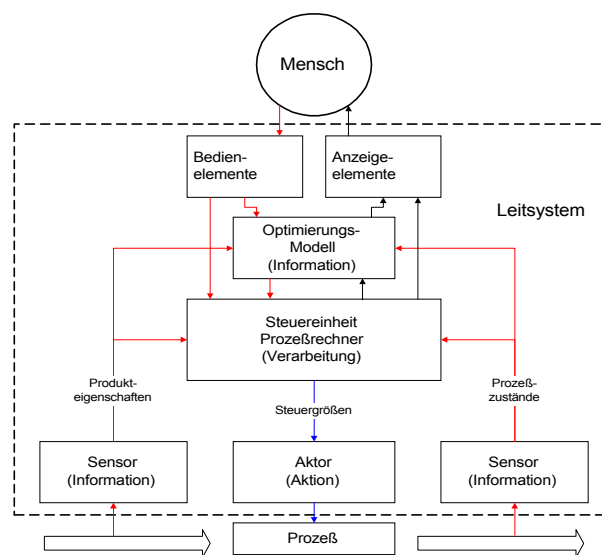 Mensch
Bedien-
elemente
Anzeige-
elemente
Leitsystem
Optimierungs-
Modell
(Information)
Steuereinheit
Prozeßrechner
(Verarbeitung)
Produkt-
eigenschaften
Steuergrößen
Prozeß-
zustände
Sensor
(Information)
Aktor
(Aktion)
Sensor
(Information)
Prozeß